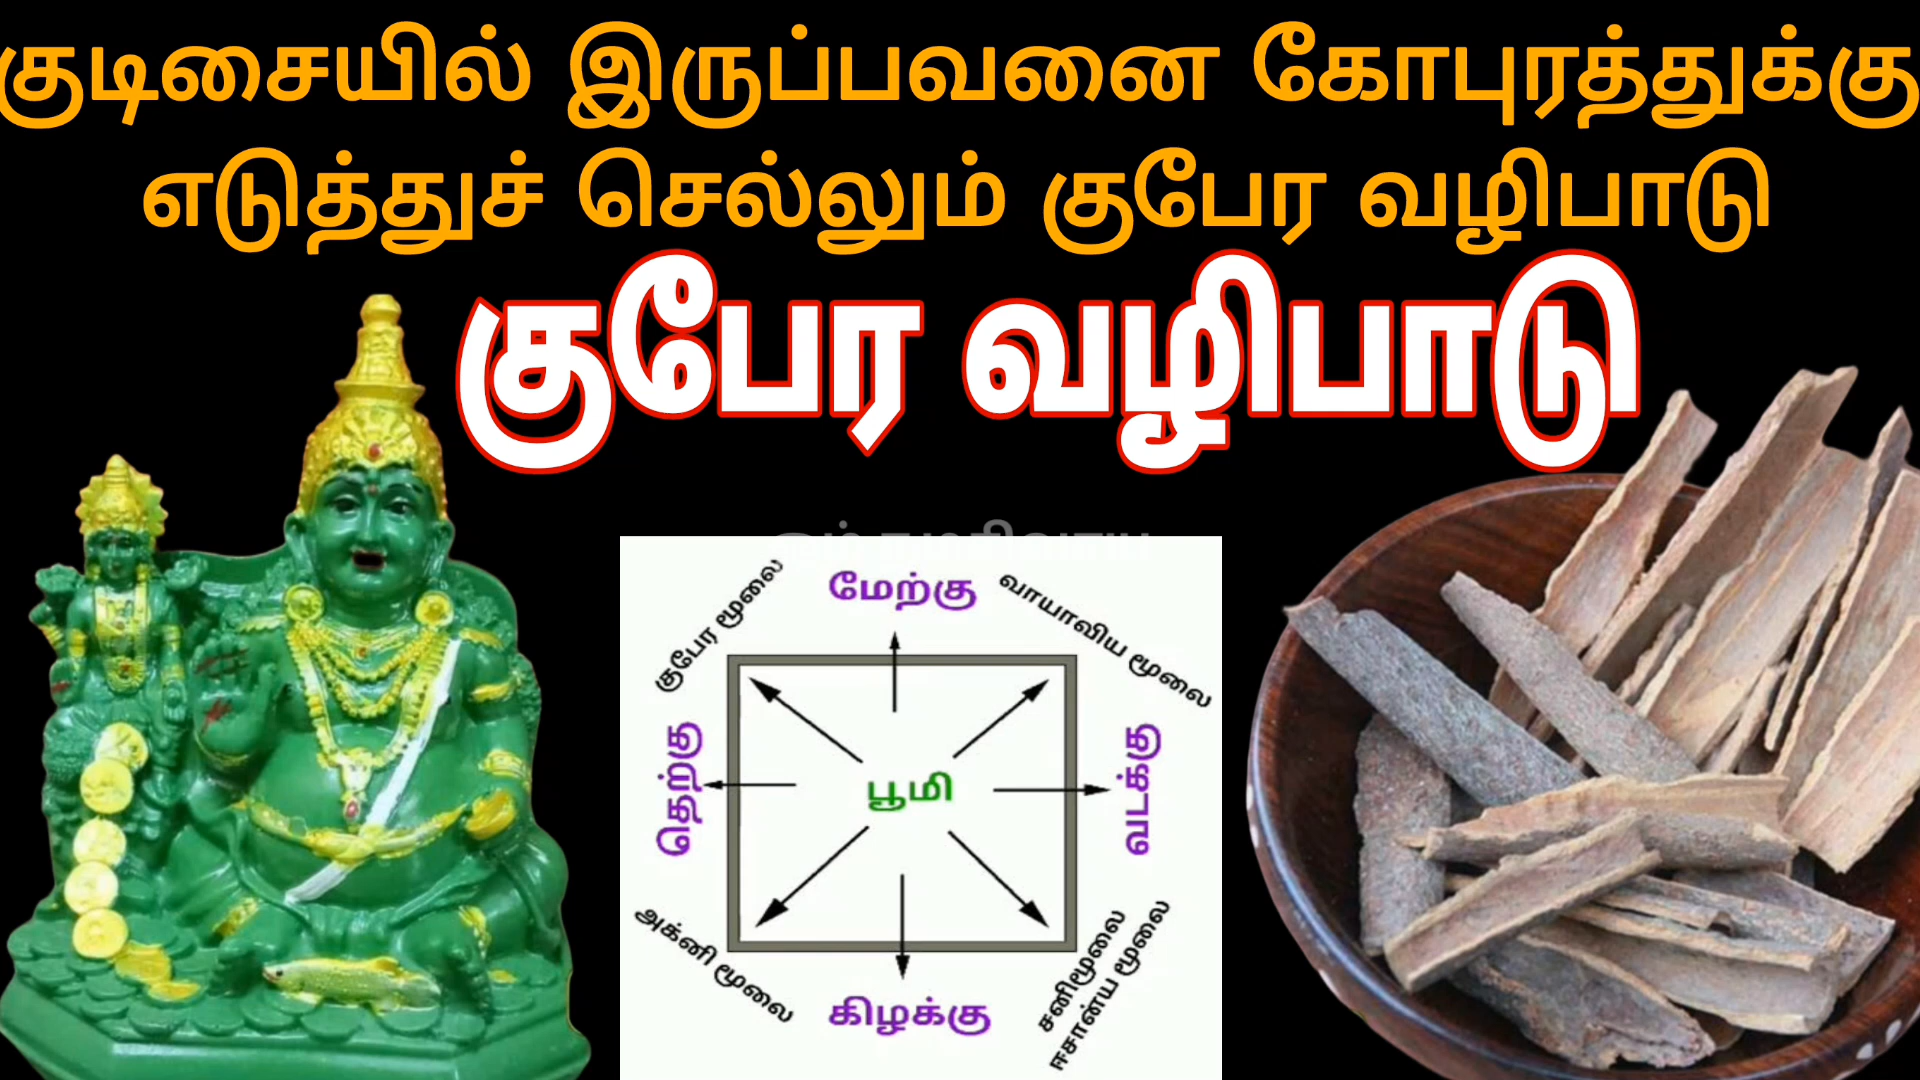 குடிசையில் இருப்பவனை கோபுரத்துக்கு
எடுத்துச் செல்லும் குபேர வழிபாடு
குபேர வழிபாடு
குபேர மூலை
மேற்கு
வாயாவிய மூலை
தெற்கு
பூமி
வடக்கு
அக்னி மூலை
கிழக்கு
சனிமூலை
ஈசான்ய மூலை